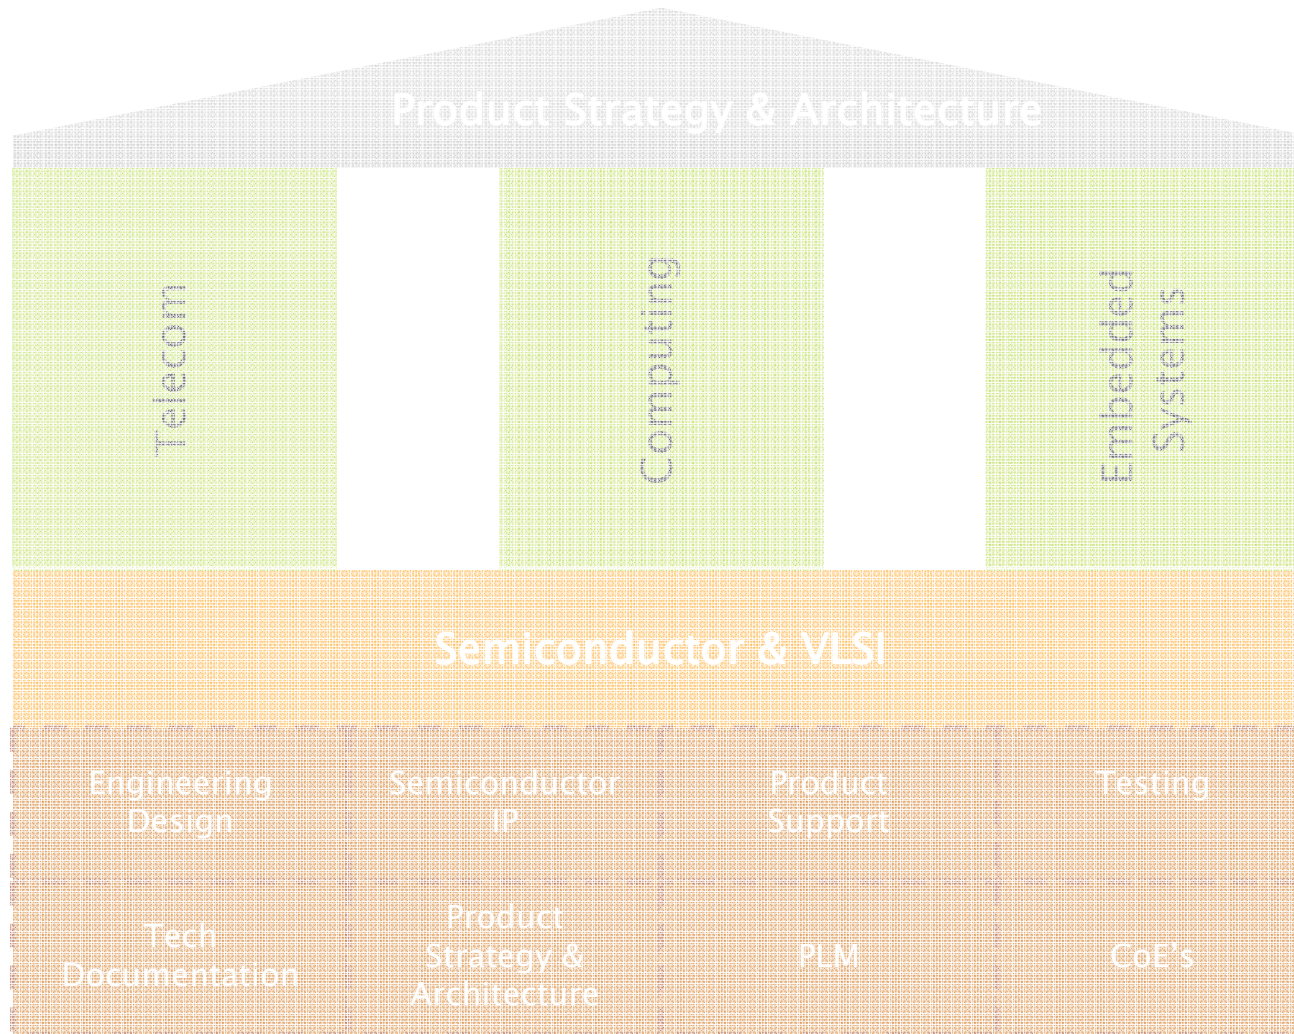 Product Strategy & Architecture
Telecom
Computing
Embedded
Systems
Semiconductor & VLSI
Engineering
Design
Semiconductor
IP
Product
Support
Testing
Tech
Documentation
Product
Strategy &
Architecture
PLM
CoE's